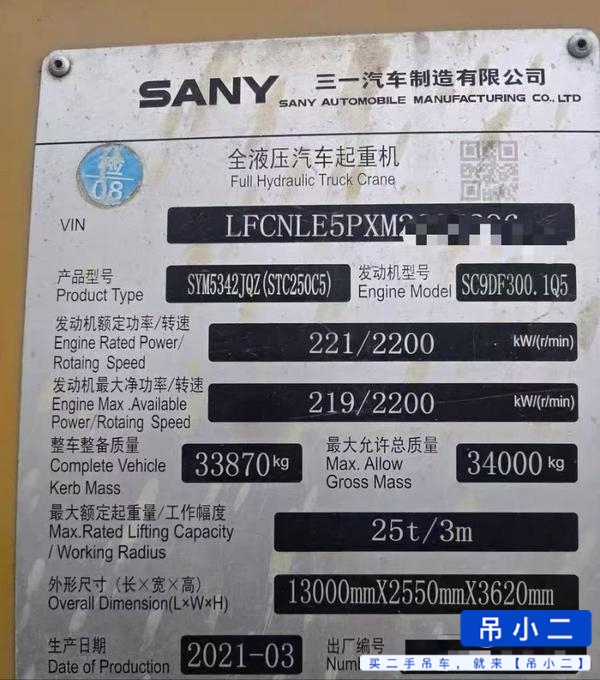 SANY 三一汽车制造有限公司
SANY AUTOMOBILE MANUFACTURING CO., LTD
检
08
全液压汽车起重机
Full Hydraulic Truck Crane
VIN LFCNLE5PXM2
产品型号 SYM5342JQZ(STC250C5) 发动机型号 SC9DF300.1Q5
Product Type Engine Model
发动机额定功率/转速
Engine Rated Power/ 221/2200 kW/(r/min)
Rotaing Speed
发动机最大净功率/转速
Engine Max .Available 219/2200 kW/(r/min)
Power/Rotaing Speed
整车整备质量 最大允许总质量
Complete Vehicle 33870kg Max. Allow 34000kg
Kerb Mass Gross Mass
最大额定起重量/工作幅度
Max.Rated Lifting Capacity 25t/3m
/ Working Radius
外形尺寸（长×宽×高） 13000mmX2550mmX3620mm
Overall Dimension(L×W×H)
生产日期 2021-03 出厂编号
Date of Production Num
吊小二
买二手吊车，就来【吊小二】